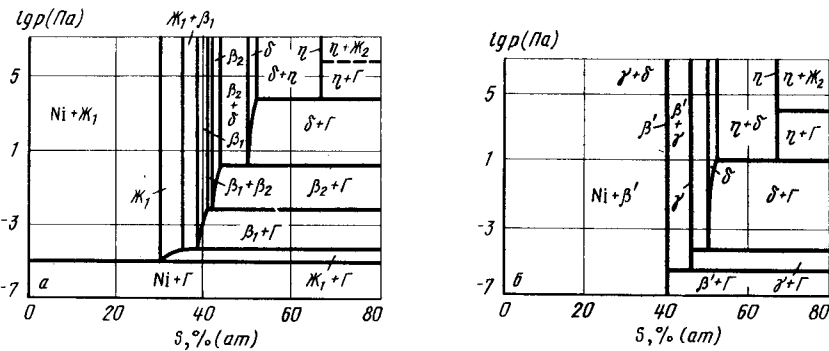 lg p(Па)
Ж₁+β₁
5
1
-3
-7
Ni+Ж₁
Ж₁
β₂
β₂+δ
β₁
δ
δ+η
η
η+Ж₂
η+Г
δ+Г
β₁+β₂
β₂+Г
β₁+Г
а
Ni+Г
Ж₁+Г
0
20
40
60
80
S,%(ат)
lg p(Па)
5
1
-3
-7
γ+δ
η
η+Ж₂
β'
β'+γ
Ni+β'
γ
δ
η+δ
η+Г
δ+Г
б
β'+Г
γ+Г
0
20
40
60
80
S,%(ат)